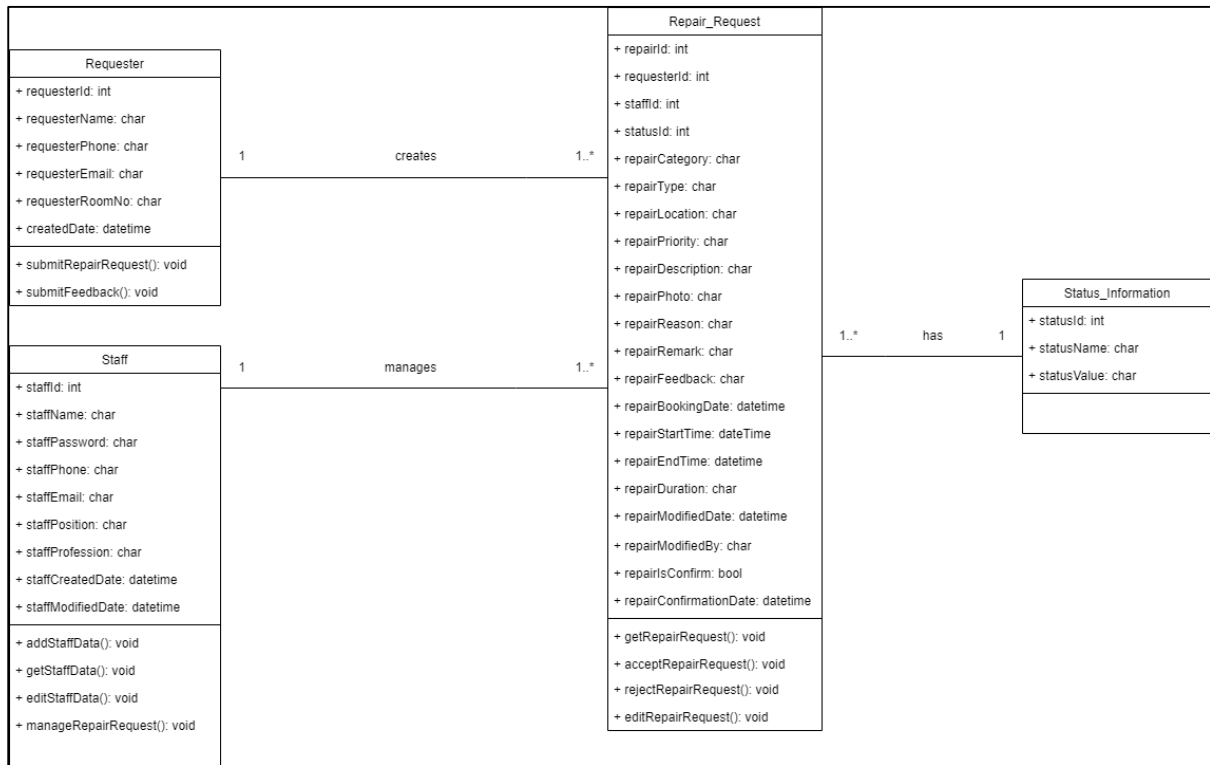 Requester
+ requesterId: int
+ requesterName: char
+ requesterPhone: char
+ requesterEmail: char
+ requesterRoomNo: char
+ createdDate: datetime
+ submitRepairRequest(): void
+ submitFeedback(): void
1 creates 1..*
Staff
+ staffId: int
+ staffName: char
+ staffPassword: char
+ staffPhone: char
+ staffEmail: char
+ staffPosition: char
+ staffProfession: char
+ staffCreatedDate: datetime
+ staffModifiedDate: datetime
+ addStaffData(): void
+ getStaffData(): void
+ editStaffData(): void
+ manageRepairRequest(): void
1 manages 1..*
Repair_Request
+ repairId: int
+ requesterId: int
+ staffId: int
+ statusId: int
+ repairCategory: char
+ repairType: char
+ repairLocation: char
+ repairPriority: char
+ repairDescription: char
+ repairPhoto: char
+ repairReason: char
+ repairRemark: char
+ repairFeedback: char
+ repairBookingDate: datetime
+ repairStartTime: dateTime
+ repairEndTime: datetime
+ repairDuration: char
+ repairModifiedDate: datetime
+ repairModifiedBy: char
+ repairIsConfirm: bool
+ repairConfirmationDate: datetime
+ getRepairRequest(): void
+ acceptRepairRequest(): void
+ rejectRepairRequest(): void
+ editRepairRequest(): void
1..* has 1
Status_Information
+ statusId: int
+ statusName: char
+ statusValue: char